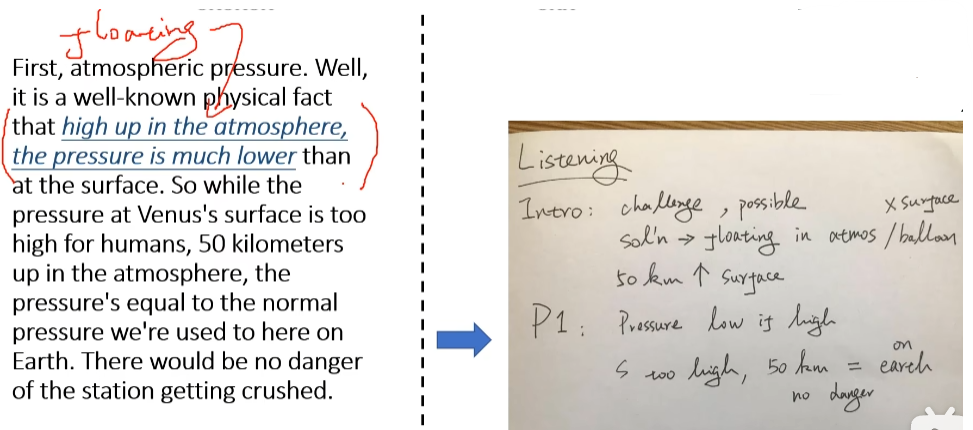 floating
First, atmospheric pressure. Well,
it is a well-known physical fact
that high up in the atmosphere,
the pressure is much lower than
at the surface. So while the
pressure at Venus's surface is too
high for humans, 50 kilometers
up in the atmosphere, the
pressure's equal to the normal
pressure we're used to here on
Earth. There would be no danger
of the station getting crushed.
Listening
Intro: challenge, possible x surface
sol'n → floating in atmos / balloon
50 km ↑ surface
P1: Pressure low if high
S too high, 50 km = on earth
no danger